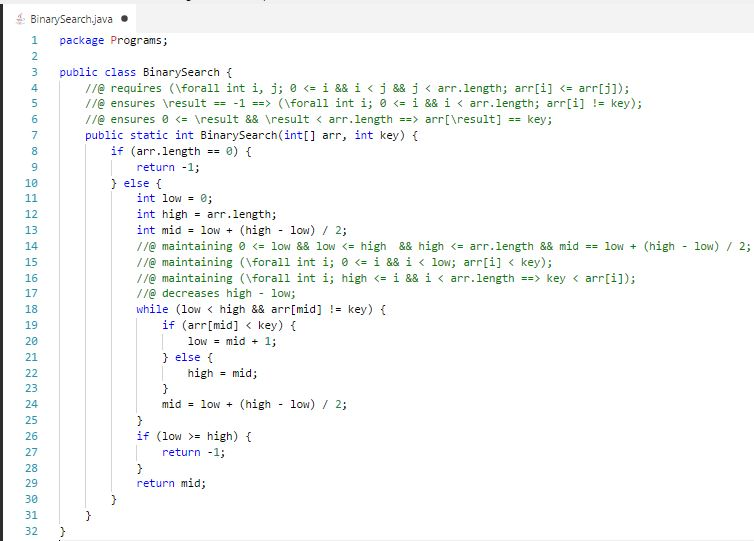 BinarySearch.java ●
1 package Programs;
2
3 public class BinarySearch {
4 //@ requires (\forall int i, j; 0 <= i && i < j && j < arr.length; arr[i] <= arr[j]);
5 //@ ensures \result == -1 ==> (\forall int i; 0 <= i && i < arr.length; arr[i] != key);
6 //@ ensures 0 <= \result && \result < arr.length ==> arr[\result] == key;
7 public static int BinarySearch(int[] arr, int key) {
8 if (arr.length == 0) {
9 return -1;
10 } else {
11 int low = 0;
12 int high = arr.length;
13 int mid = low + (high - low) / 2;
14 //@ maintaining 0 <= low && low <= high  && high <= arr.length && mid == low + (high - low) / 2;
15 //@ maintaining (\forall int i; 0 <= i && i < low; arr[i] < key);
16 //@ maintaining (\forall int i; high <= i && i < arr.length ==> key < arr[i]);
17 //@ decreases high - low;
18 while (low < high && arr[mid] != key) {
19 if (arr[mid] < key) {
20 low = mid + 1;
21 } else {
22 high = mid;
23 }
24 mid = low + (high - low) / 2;
25 }
26 if (low >= high) {
27 return -1;
28 }
29 return mid;
30 }
31 }
32 }